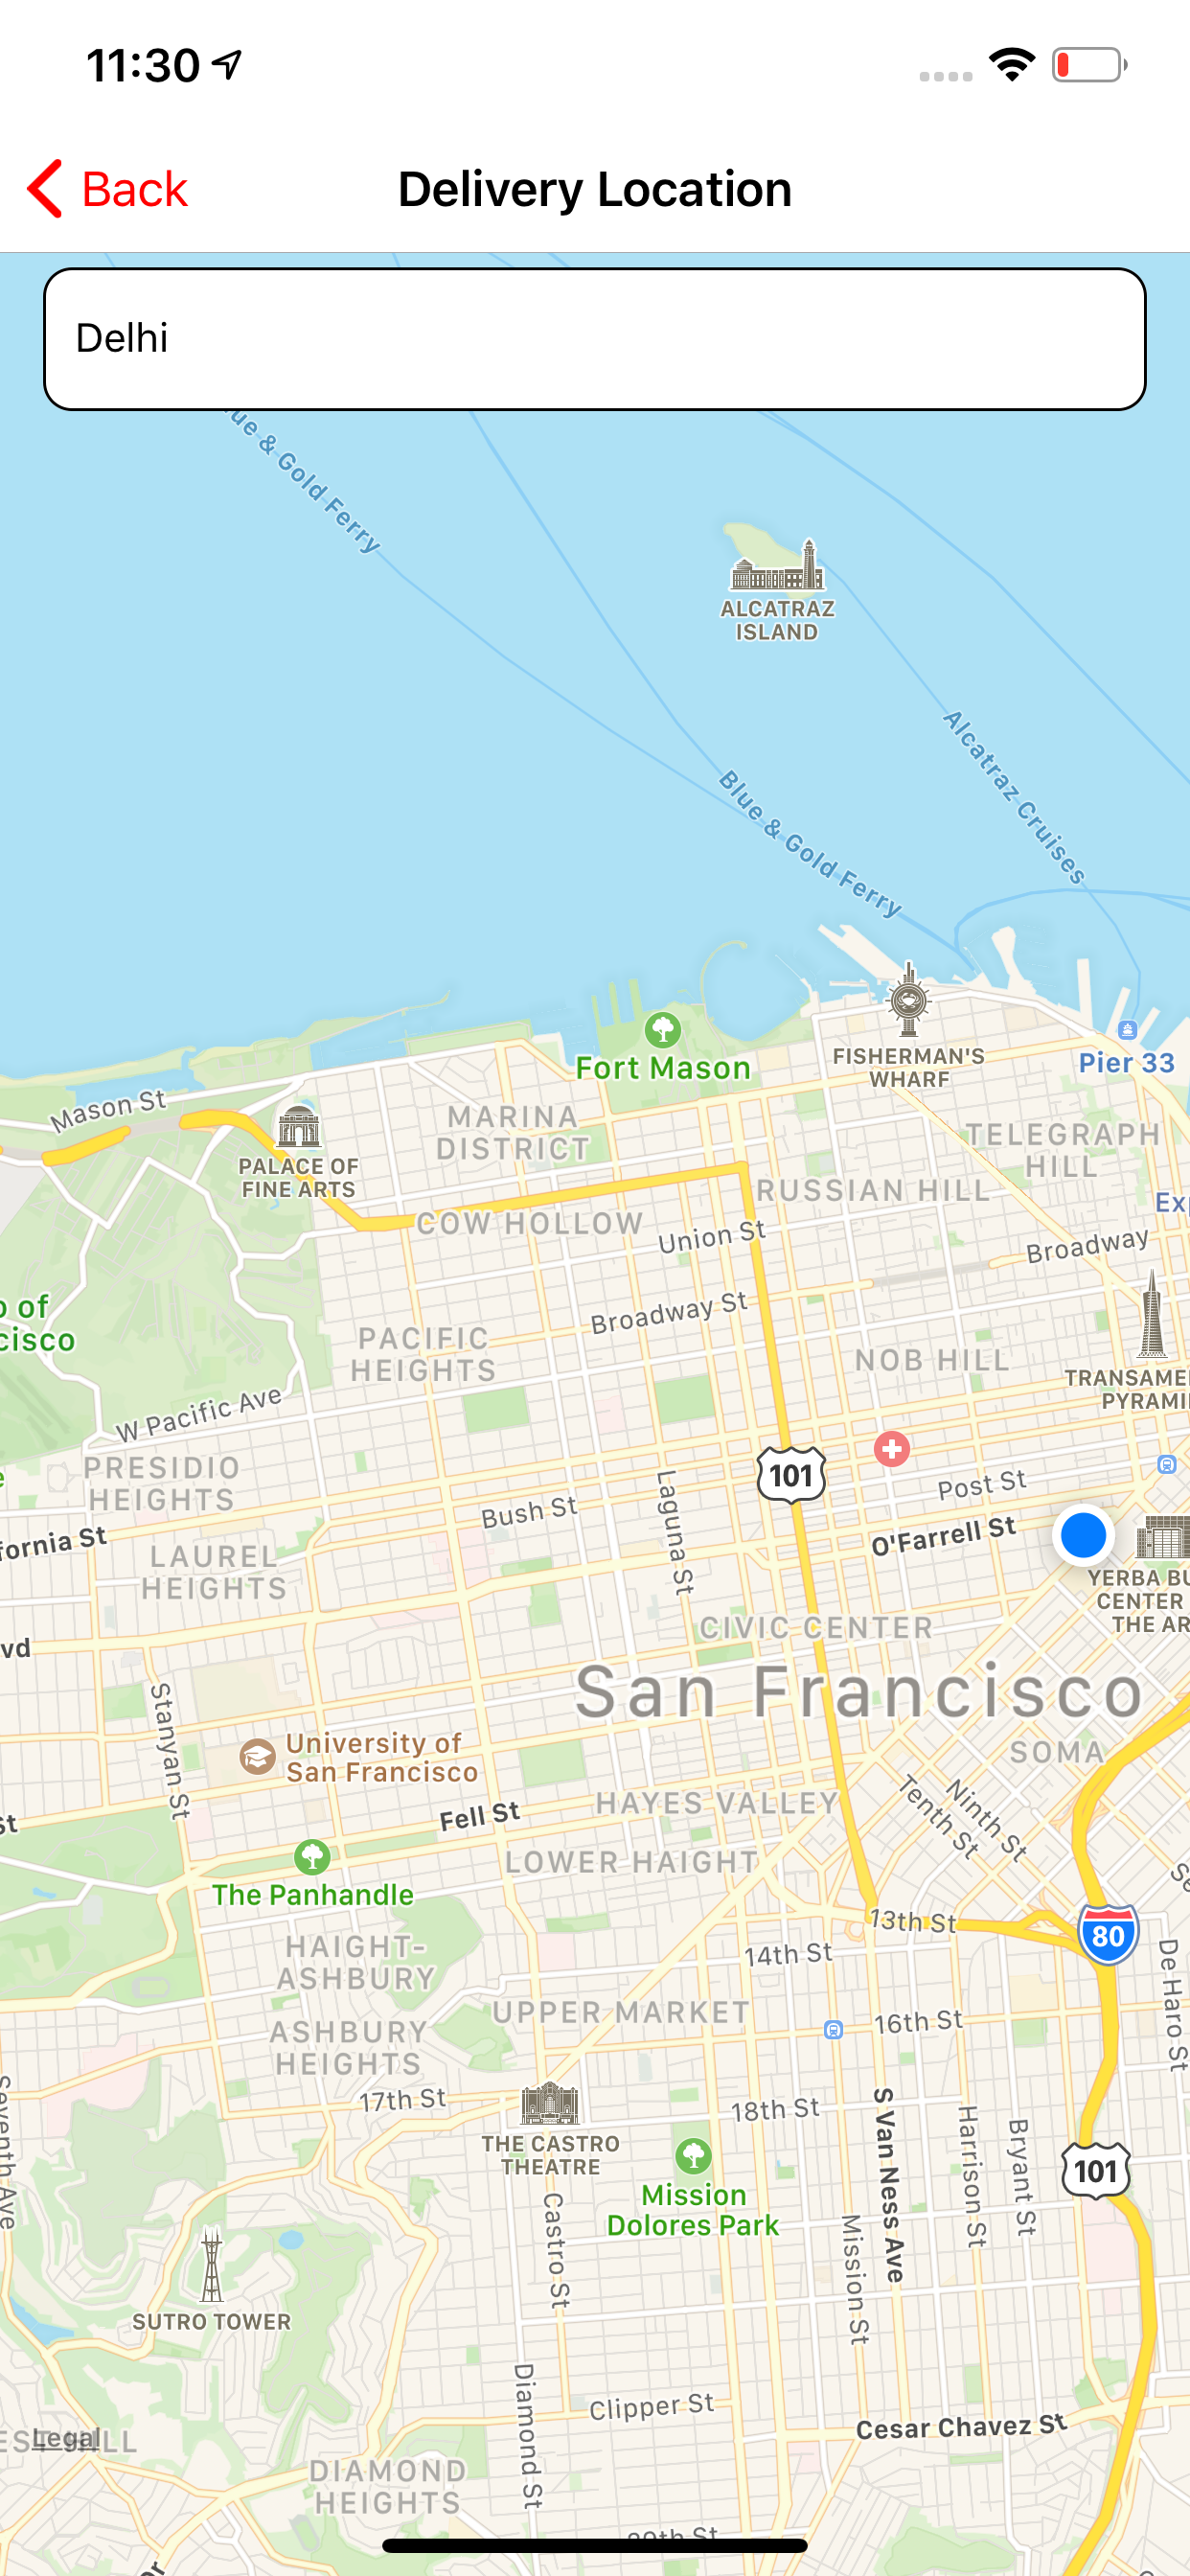 11:30
Back
Delivery Location
Delhi
ue & Gold Ferry
ALCATRAZ
ISLAND
Alcatraz Cruises
Blue & Gold Ferry
Fort Mason
FISHERMAN'S
WHARF
Pier 33
Mason St
MARINA
DISTRICT
TELEGRAPH
HILL
PALACE OF
FINE ARTS
RUSSIAN HILL
COW HOLLOW
Union St
Broadway
Broadway St
PACIFIC
HEIGHTS
NOB HILL
TRANSAME
PYRAMI
W Pacific Ave
PRESIDIO
HEIGHTS
101
Post St
Laguna St
Bush St
O'Farrell St
fornia St
LAUREL
HEIGHTS
YERBA BU
CENTER
THE AR
CIVIC CENTER
vd
San Francisco
Stanyan St
University of
San Francisco
SOMA
HAYES VALLEY
Tenth St
Ninth St
Fell St
St
LOWER HAIGHT
The Panhandle
13th St
80
HAIGHT-
ASHBURY
14th St
De Haro St
UPPER MARKET
16th St
ASHBURY
HEIGHTS
17th St
18th St
Seventh Ave
THE CASTRO
THEATRE
S Van Ness Ave
Harrison St
Bryant St
101
Mission
Dolores Park
Castro St
Mission St
SUTRO TOWER
Diamond St
Clipper St
Cesar Chavez St
Legal
DIAMOND
HEIGHTS